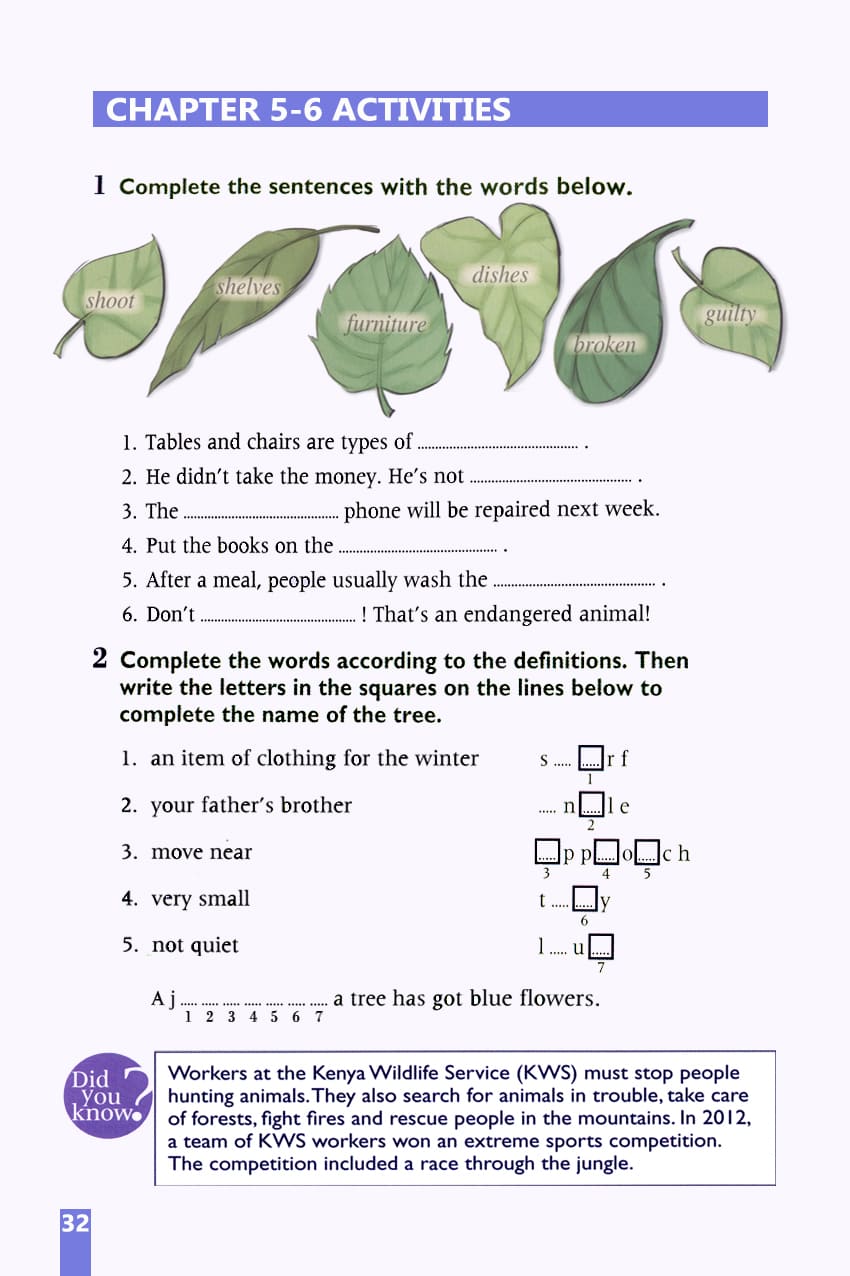 CHAPTER 5-6 ACTIVITIES
1 Complete the sentences with the words below.
shoot
shelves
furniture
dishes
broken
guilty
1. Tables and chairs are types of .............................................. .
2. He didn't take the money. He's not .............................................. .
3. The ............................................ phone will be repaired next week.
4. Put the books on the ............................................. .
5. After a meal, people usually wash the .............................................. .
6. Don't ............................................ ! That's an endangered animal!
2 Complete the words according to the definitions. Then
write the letters in the squares on the lines below to
complete the name of the tree.
1. an item of clothing for the winter s ..... ..... r f
1
2. your father's brother ..... n ..... l e
2
3. move near ..... p p ..... o ..... c h
3 4 5
4. very small t ..... ..... y
6
5. not quiet l ..... u .....
7
A j ..... ..... ..... ..... ..... ..... ..... a tree has got blue flowers.
1 2 3 4 5 6 7
Did
you
know?
Workers at the Kenya Wildlife Service (KWS) must stop people
hunting animals. They also search for animals in trouble, take care
of forests, fight fires and rescue people in the mountains. In 2012,
a team of KWS workers won an extreme sports competition.
The competition included a race through the jungle.
32